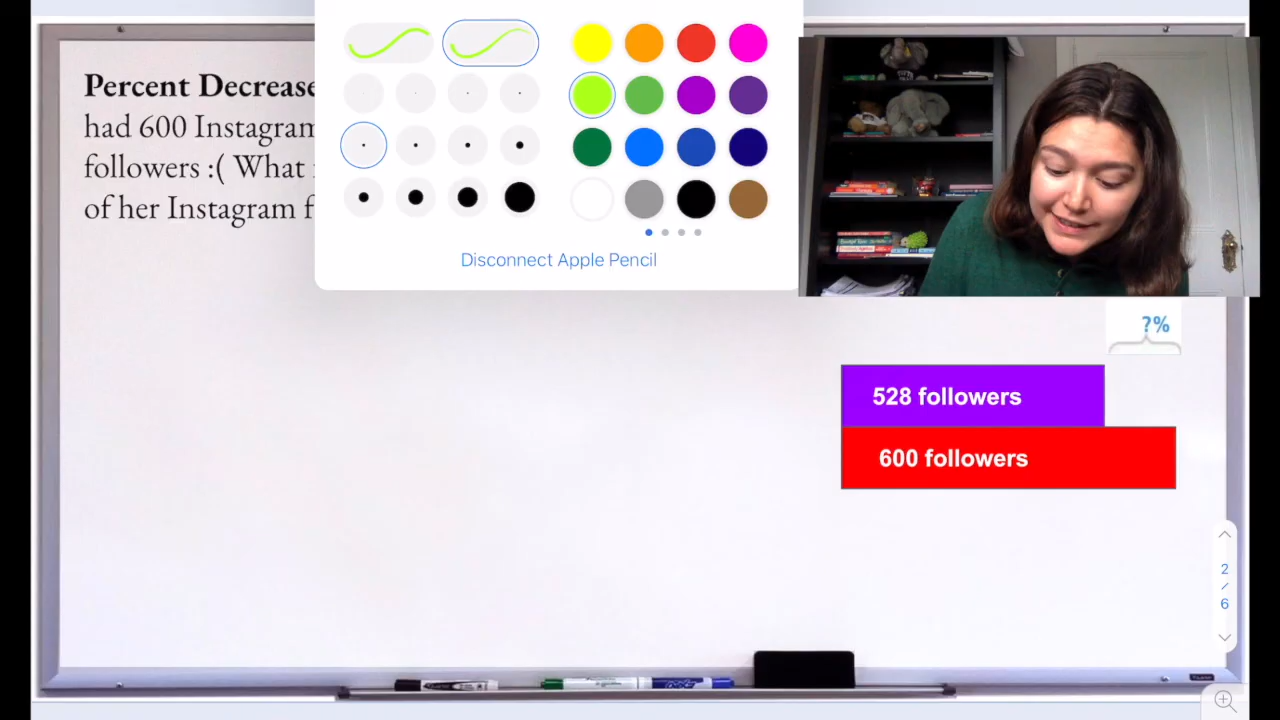 Percent Decrease
had 600 Instagram
followers :( What
of her Instagram f
Disconnect Apple Pencil
?%
528 followers
600 followers
2
/
6